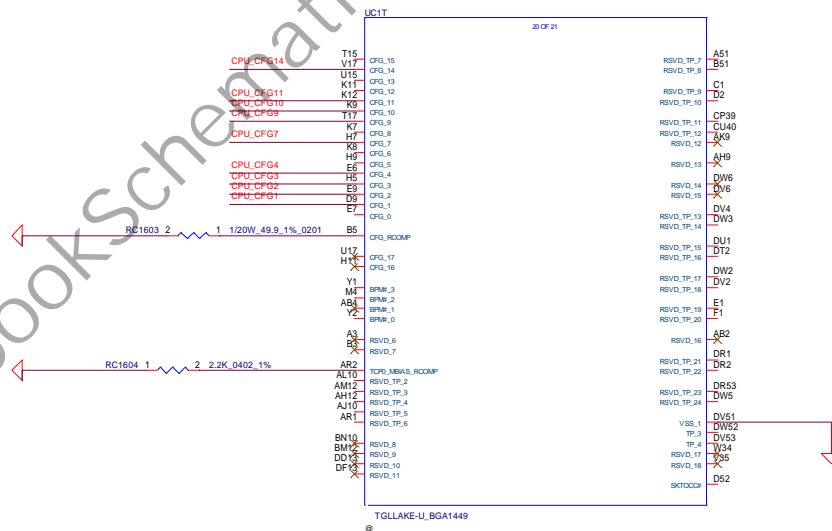 UC1T
20 OF 21
CPU_CFG14
CPU_CFG11
CPU_CFG10
CPU_CFG9
CPU_CFG7
CPU_CFG4
CPU_CFG3
CPU_CFG2
CPU_CFG1
T15 CFG_15
V17 CFG_14
U15 CFG_13
K11 CFG_12
K12 CFG_11
K9 CFG_10
T17 CFG_9
K7 CFG_8
H7 CFG_7
K8 CFG_6
H9 CFG_5
E6 CFG_4
H5 CFG_3
E9 CFG_2
D9 CFG_1
E7 CFG_0
RC1603 2 1 1/20W_49.9_1%_0201 B5 CFG_RCOMP
U17 CFG_17
CFG_16
Y1 BPM#_3
M4 BPM#_2
AB4 BPM#_1
Y2 BPM#_0
A3 RSVD_6
B3 RSVD_7
RC1604 1 2 2.2K_0402_1% AR2 TCP0_MBIAS_RCOMP
AL10 RSVD_TP_2
AM12 RSVD_TP_3
AH12 RSVD_TP_4
AJ10 RSVD_TP_5
AR1 RSVD_TP_6
BN10 RSVD_8
BM12 RSVD_9
DD13 RSVD_10
DF13 RSVD_11
RSVD_TP_7 A51
RSVD_TP_8 B51
RSVD_TP_9 C1
RSVD_TP_10 D2
RSVD_TP_11 CP39
RSVD_TP_12 CU40
RSVD_12 AK9
RSVD_13 AH9
RSVD_14 DW6
RSVD_15 DV6
RSVD_TP_13 DV4
RSVD_TP_14 DW3
RSVD_TP_15 DU1
RSVD_TP_16 DT2
RSVD_TP_17 DW2
RSVD_TP_18 DV2
RSVD_TP_19 E1
RSVD_TP_20 F1
RSVD_16 AB2
RSVD_TP_21 DR1
RSVD_TP_22 DR2
RSVD_TP_23 DR53
RSVD_TP_24 DW5
VSS_1 DV51
TP_3 DW52
TP_4 DV53
RSVD_17 W34
RSVD_18 Y35
SKTOCC# D52
TGLLAKE-U_BGA1449
@
ookSchemat